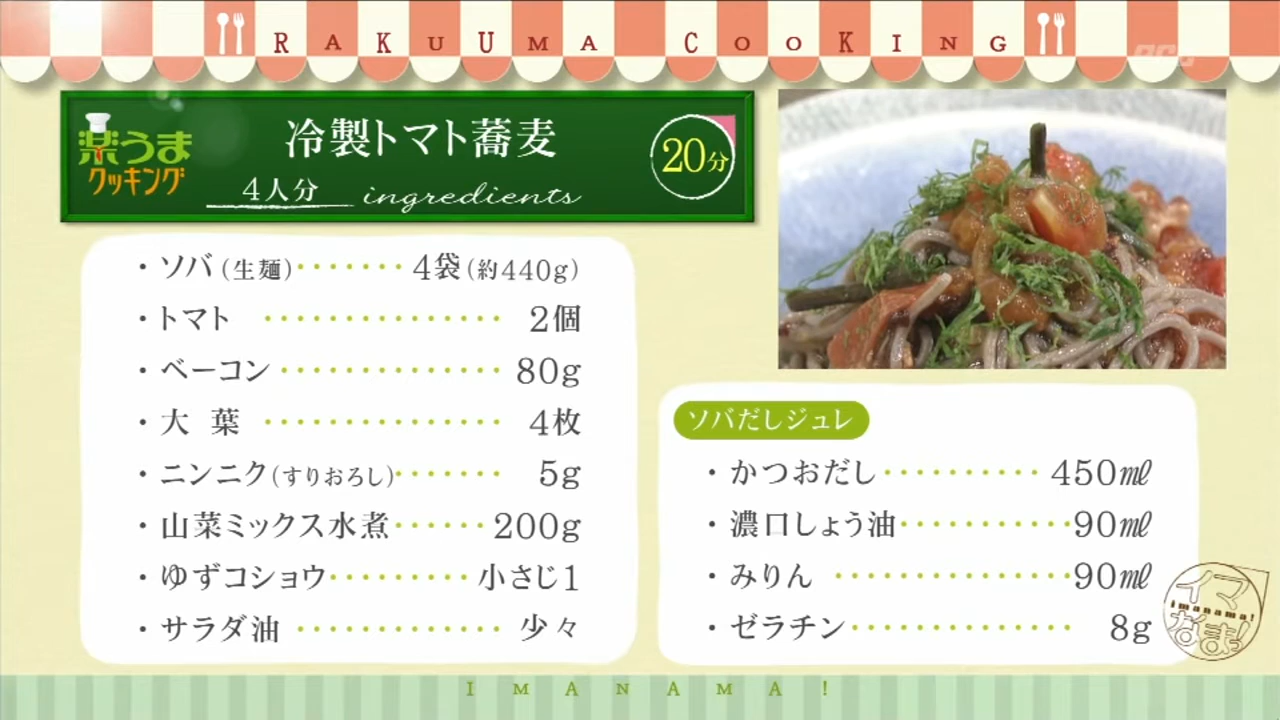 RAKUUMA COOKING
RCC
楽うま
クッキング
冷製トマト蕎麦
4人分 ingredients
20分
・ソバ(生麺)‥‥‥‥4袋(約440g)
・トマト‥‥‥‥2個
・ベーコン‥‥‥‥80g
・大葉‥‥‥‥4枚
・ニンニク(すりおろし)‥‥‥‥5g
・山菜ミックス水煮‥‥‥‥200g
・ゆずコショウ‥‥‥‥小さじ1
・サラダ油‥‥‥‥少々
ソバだしジュレ
・かつおだし‥‥‥‥450㎖
・濃口しょう油‥‥‥‥90㎖
・みりん‥‥‥‥90㎖
・ゼラチン‥‥‥‥8g
イマ
imanama!
なまっ!
IMANAMA!